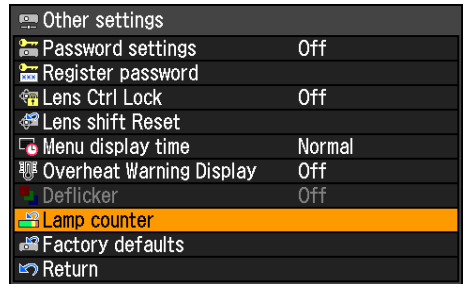 Other settings
Password settings Off
Register password
Lens Ctrl Lock Off
Lens shift Reset
Menu display time Normal
Overheat Warning Display Off
Deflicker Off
Lamp counter
Factory defaults
Return